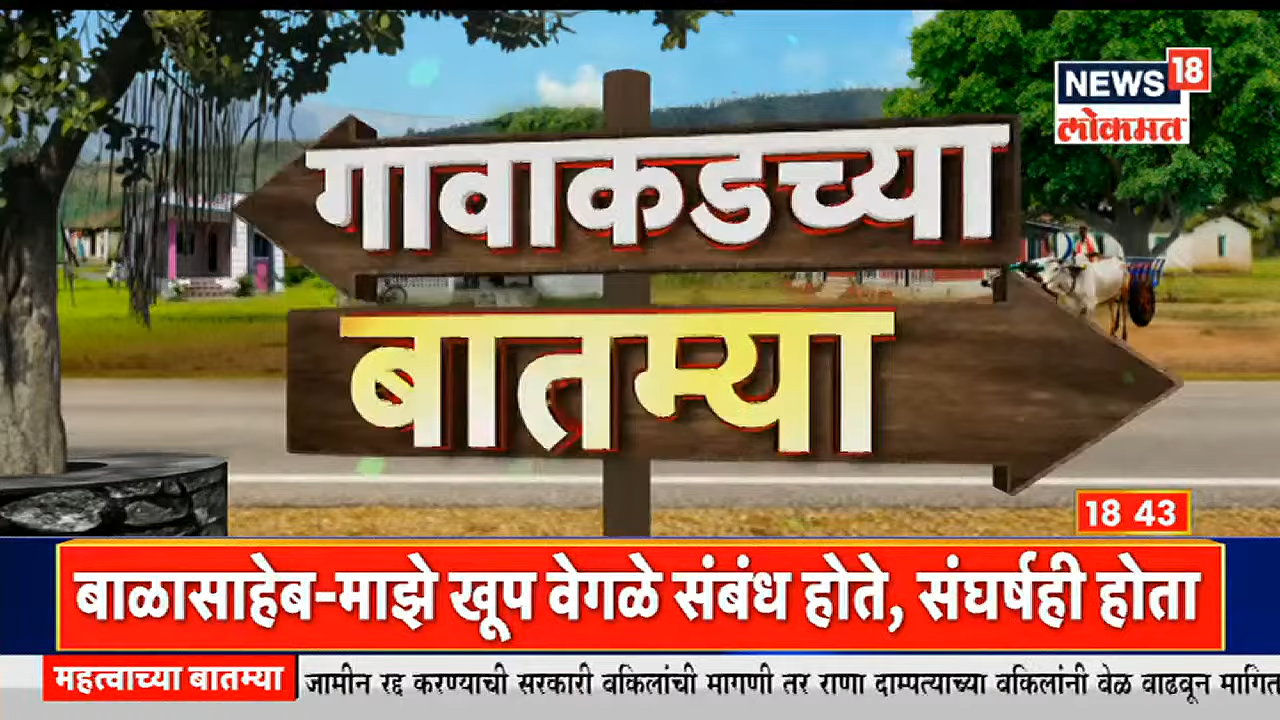 NEWS 18
लोकमत
गावाकडच्या
बातम्या
18 43
बाळासाहेब-माझे खूप वेगळे संबंध होते, संघर्षही होता
महत्वाच्या बातम्या
जामीन रद्द करण्याची सरकारी वकिलांची मागणी तर राणा दाम्पत्याच्या वकिलांनी वेळ वाढवून मागित